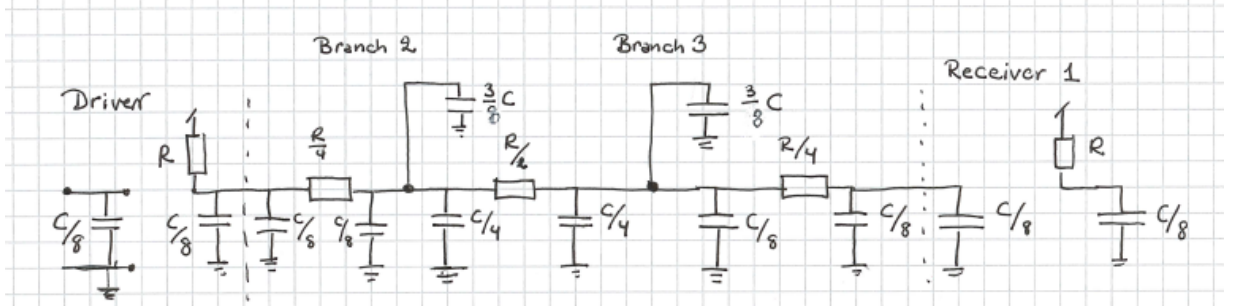 Branch 2
Branch 3
Receiver 1
Driver
3/8 C
3/8 C
R
R/4
R/2
R/4
R
C/8
C/8
C/8
C/8
C/4
C/4
C/8
C/8
C/8
C/8